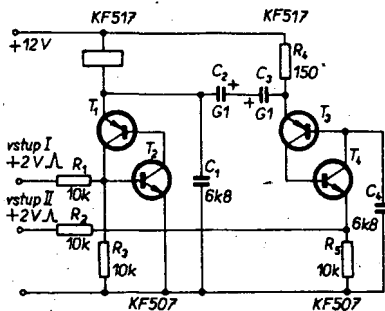 KF517 KF517
+12V
R4
150
C2 + C3
G1 + G1
T1 T3
T2 T4
vstup I
+2V R1
10k
C1
6k8
C4
6k8
vstup II
+2V R2
10k
R3
10k
R5
10k
KF507 KF507